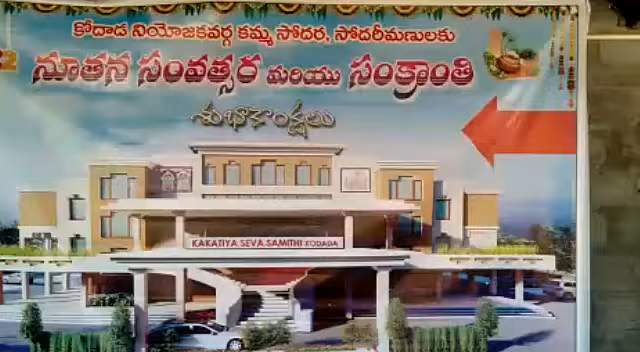 కోదాడ నియోజకవర్గ కమ్మ సోదర, సోదరీమణులకు
నూతన సంవత్సర మరియు సంక్రాంతి
శుభాకాంక్షలు
KAKATIYA SEVA SAMITHI KODADA